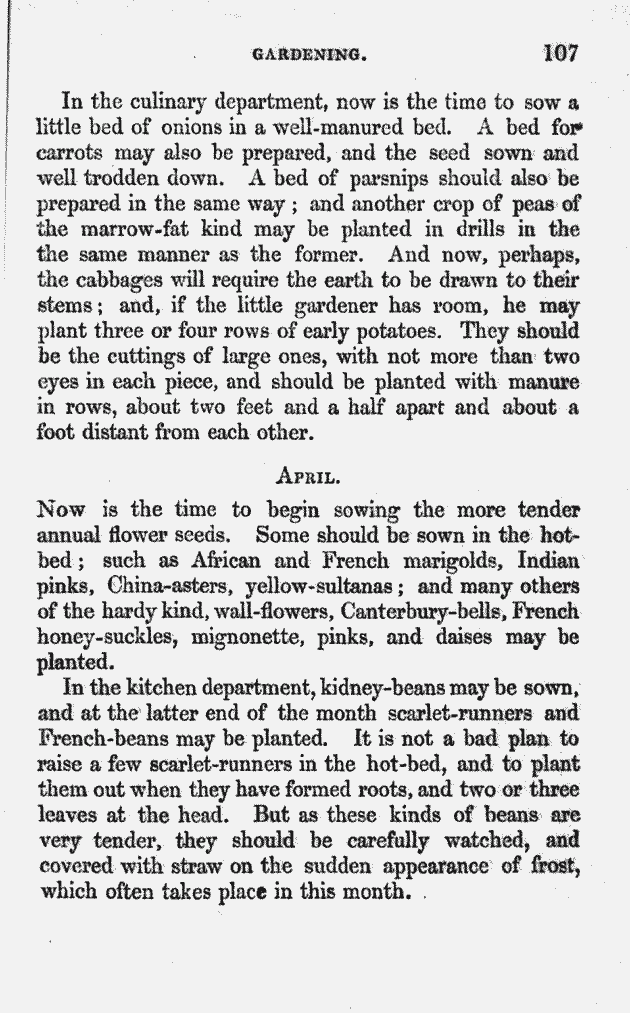 GARDENING. 107
In the culinary department, now is the time to sow a
little bed of onions in a well-manured bed. A bed for
carrots may also be prepared, and the seed sown and
well trodden down. A bed of parsnips should also be
prepared in the same way ; and another crop of peas of
the marrow-fat kind may be planted in drills in the
the same manner as the former. And now, perhaps,
the cabbages will require the earth to be drawn to their
stems ; and, if the little gardener has room, he may
plant three or four rows of early potatoes. They should
be the cuttings of large ones, with not more than two
eyes in each piece, and should be planted with manure
in rows, about two feet and a half apart and about a
foot distant from each other.
APRIL.
Now is the time to begin sowing the more tender
annual flower seeds. Some should be sown in the hot-
bed ; such as African and French marigolds, Indian
pinks, China-asters, yellow-sultanas ; and many others
of the hardy kind, wall-flowers, Canterbury-bells, French
honey-suckles, mignonette, pinks, and daises may be
planted.
In the kitchen department, kidney-beans may be sown,
and at the latter end of the month scarlet-runners and
French-beans may be planted. It is not a bad plan to
raise a few scarlet-runners in the hot-bed, and to plant
them out when they have formed roots, and two or three
leaves at the head. But as these kinds of beans are
very tender, they should be carefully watched, and
covered with straw on the sudden appearance of frost,
which often takes place in this month.